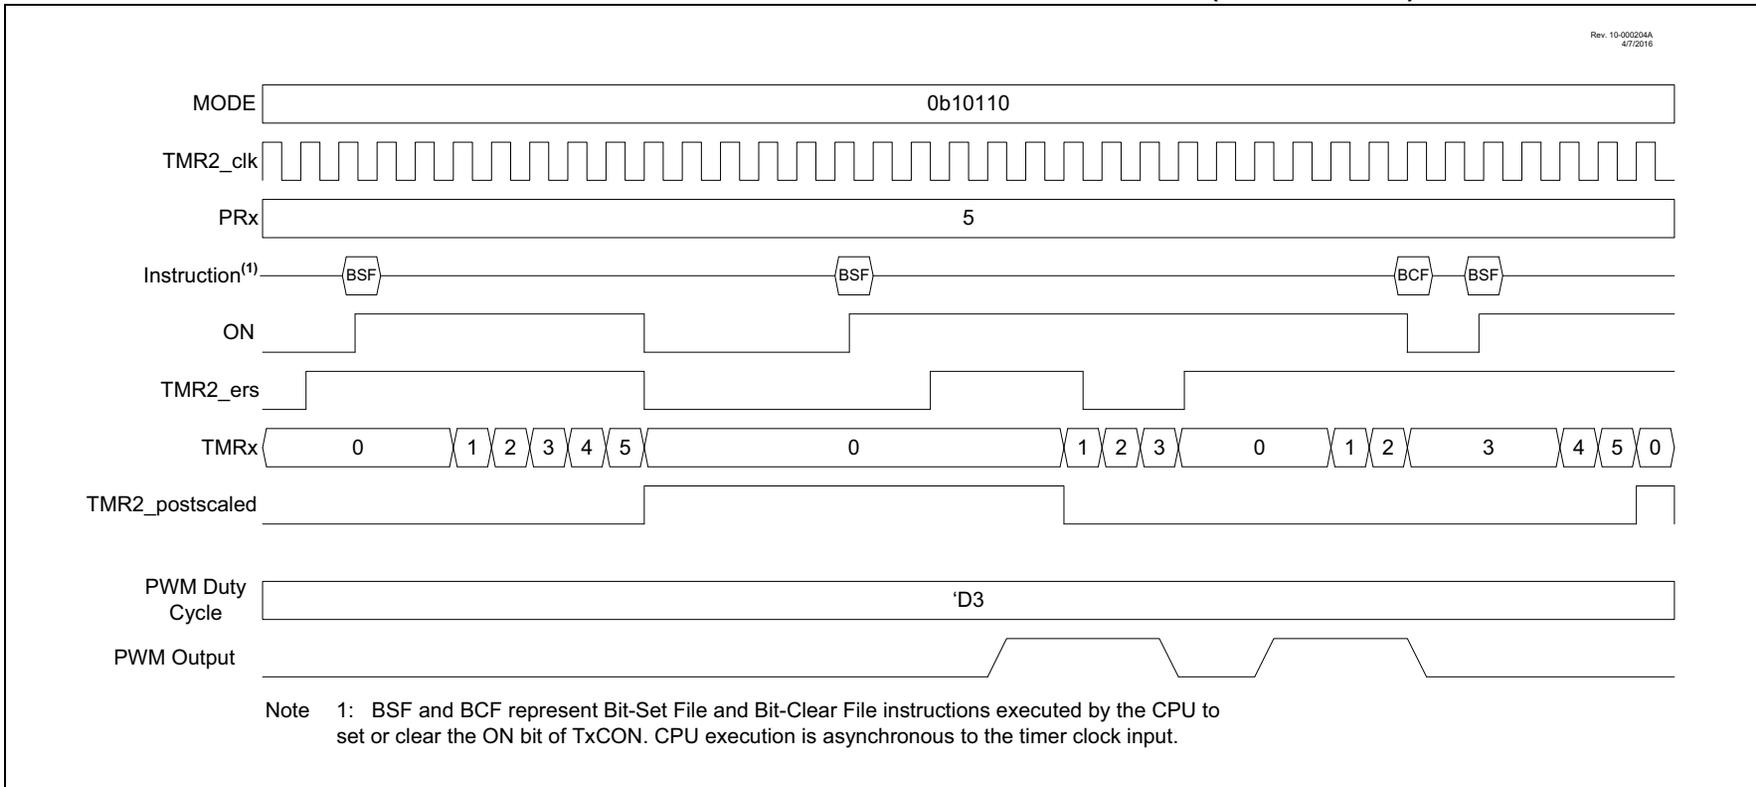 Rev. 10-000204A
4/7/2016
MODE 0b10110
TMR2_clk
PRx 5
Instruction(1) BSF BSF BCF BSF
ON
TMR2_ers
TMRx 0 1 2 3 4 5 0 1 2 3 0 1 2 3 4 5 0
TMR2_postscaled
PWM Duty
Cycle
‘D3
PWM Output
Note 1: BSF and BCF represent Bit-Set File and Bit-Clear File instructions executed by the CPU to
set or clear the ON bit of TxCON. CPU execution is asynchronous to the timer clock input.